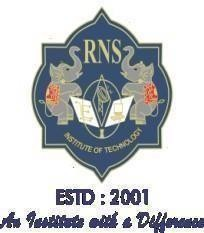 RNS
INSTITUTE OF TECHNOLOGY
ESTD : 2001
An Institute with a Difference